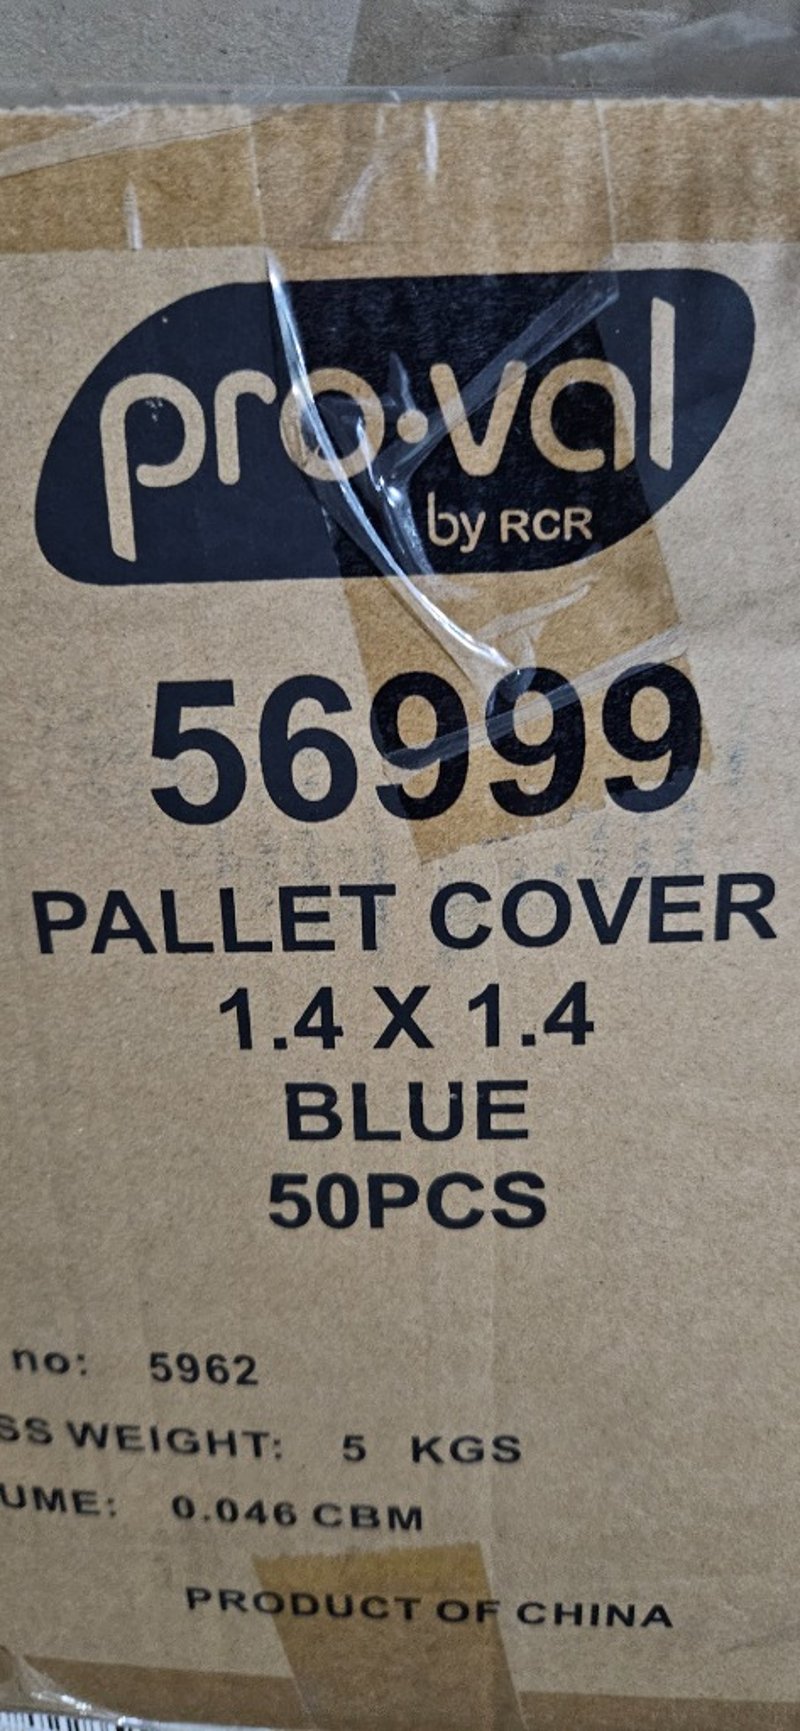 pro·val
by RCR
56999
PALLET COVER
1.4 X 1.4
BLUE
50PCS
no: 5962
SS WEIGHT: 5 KGS
UME: 0.046 CBM
PRODUCT OF CHINA